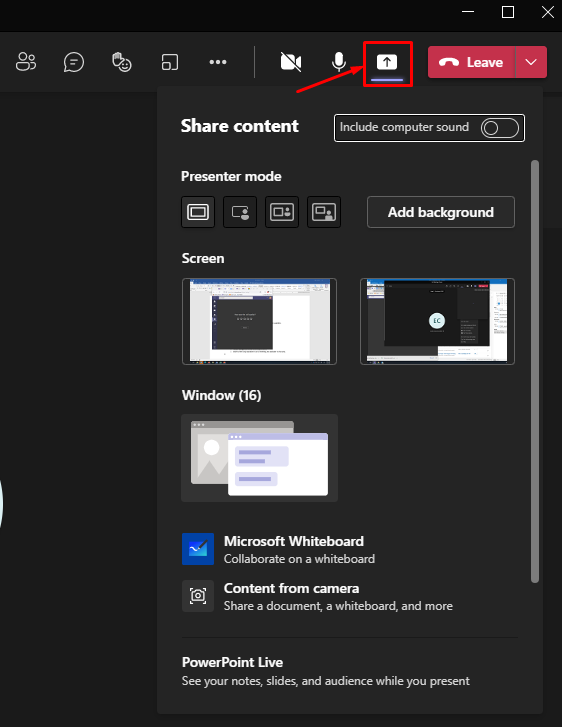 Leave
Share content
Include computer sound
Presenter mode
Add background
Screen
EC
Window (16)
Microsoft Whiteboard
Collaborate on a whiteboard
Content from camera
Share a document, a whiteboard, and more
PowerPoint Live
See your notes, slides, and audience while you present